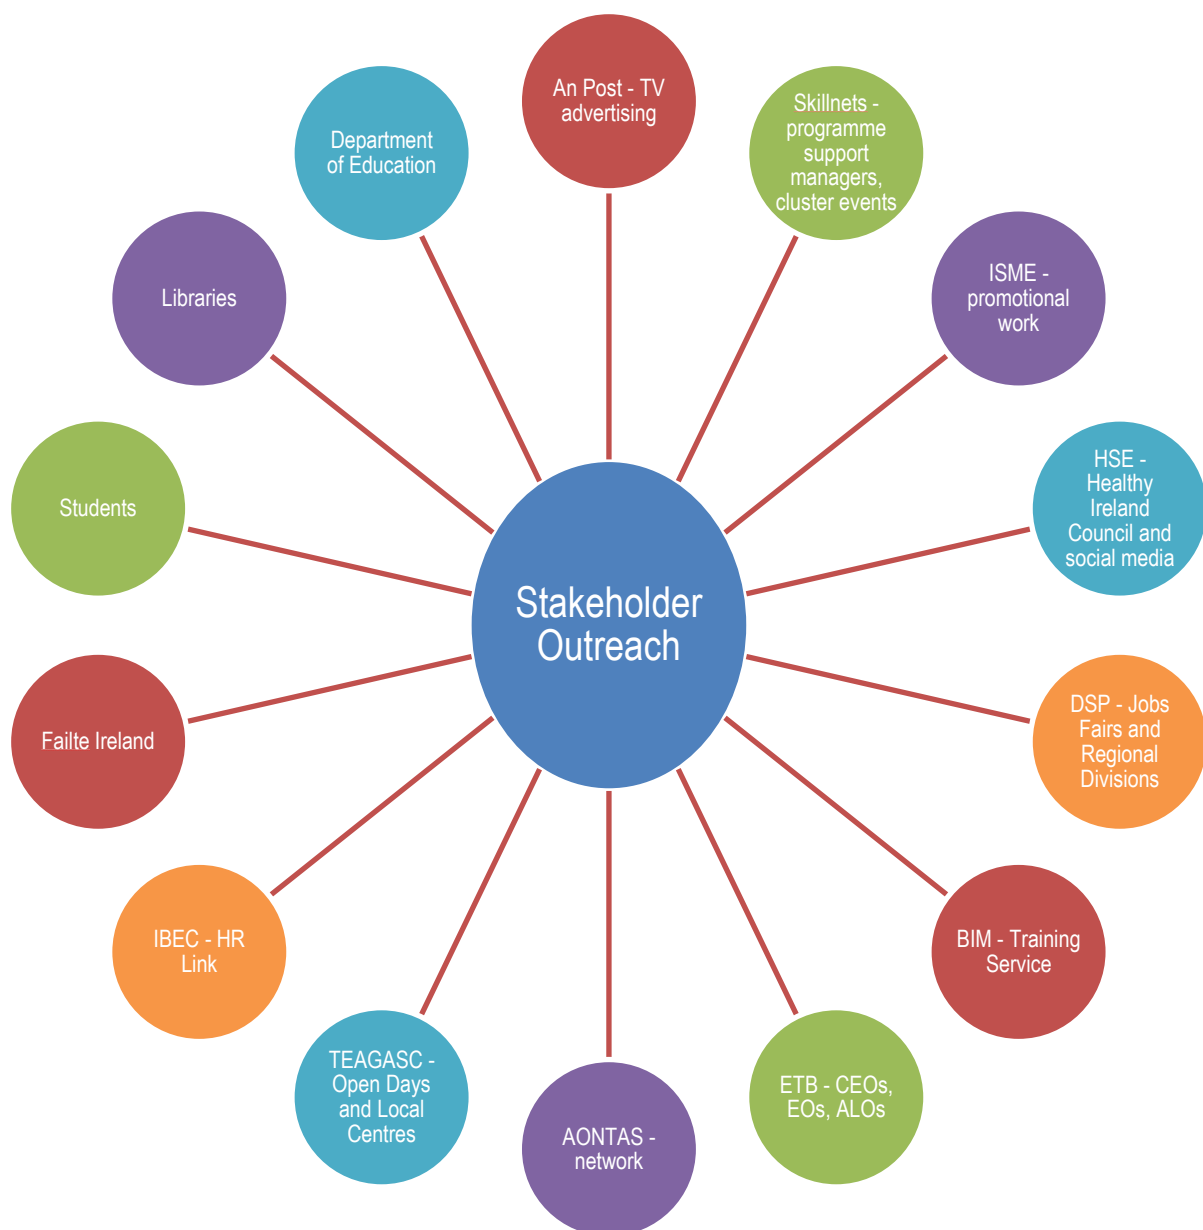 An Post - TV
advertising
Skillnets -
programme
support
managers,
cluster events
ISME -
promotional
work
HSE -
Healthy
Ireland
Council and
social media
DSP - Jobs
Fairs and
Regional
Divisions
BIM - Training
Service
ETB - CEOs,
EOs, ALOs
AONTAS -
network
TEAGASC -
Open Days
and Local
Centres
IBEC - HR
Link
Failte Ireland
Students
Libraries
Department
of Education
Stakeholder
Outreach